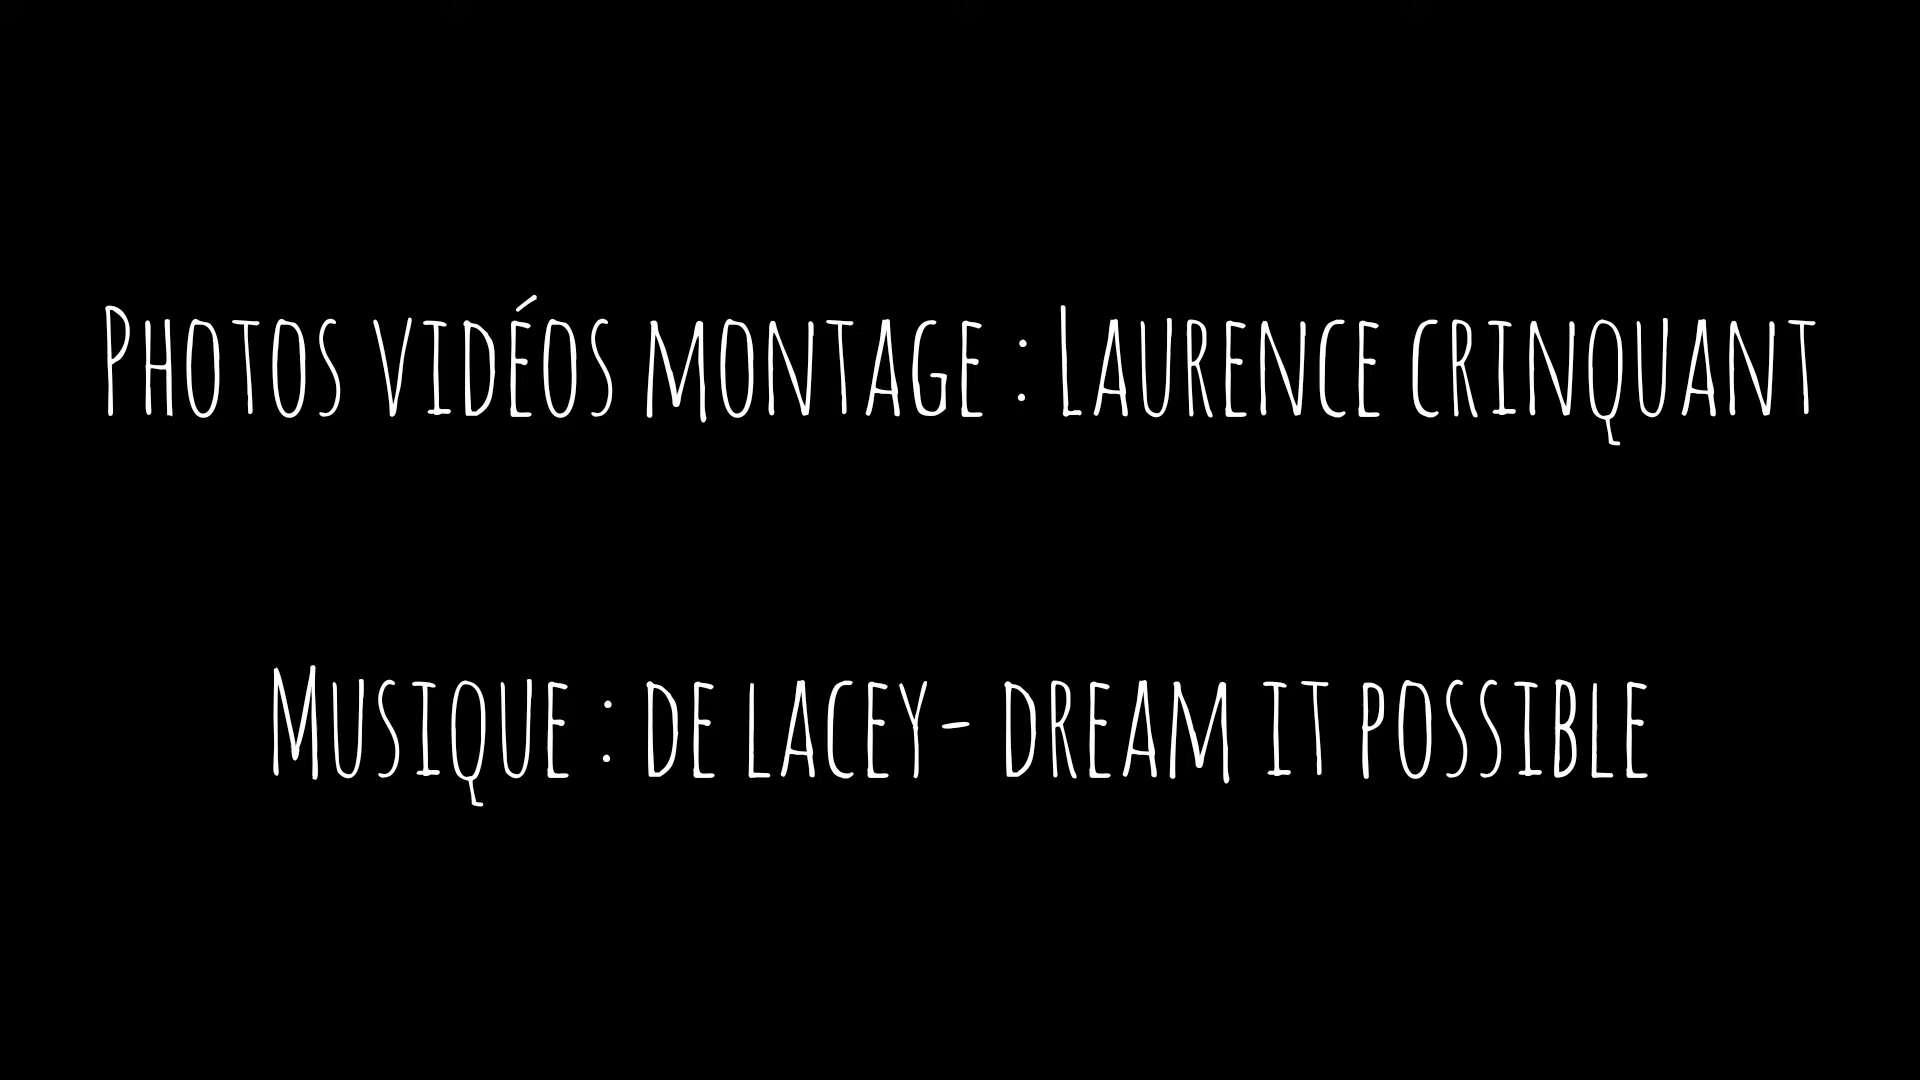 Photos vidéos montage : Laurence crinquant
Musique : de lacey- dream it possible